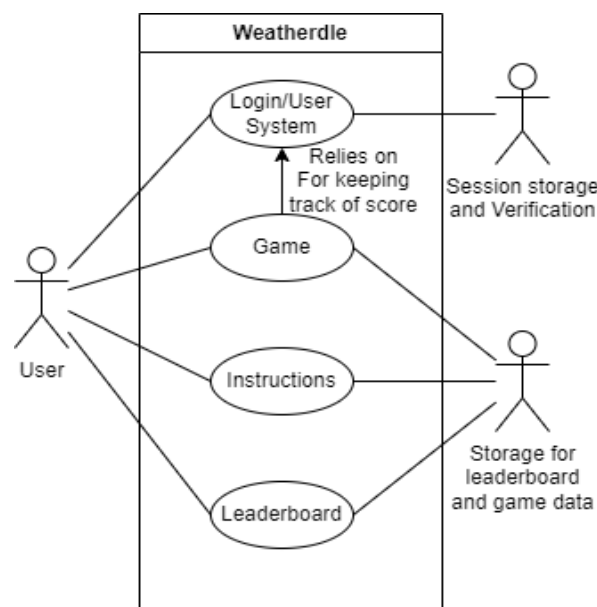 Weatherdle
Login/User
System
Relies on
For keeping
track of score
Session storage
and Verification
Game
User
Instructions
Storage for
leaderboard
and game data
Leaderboard